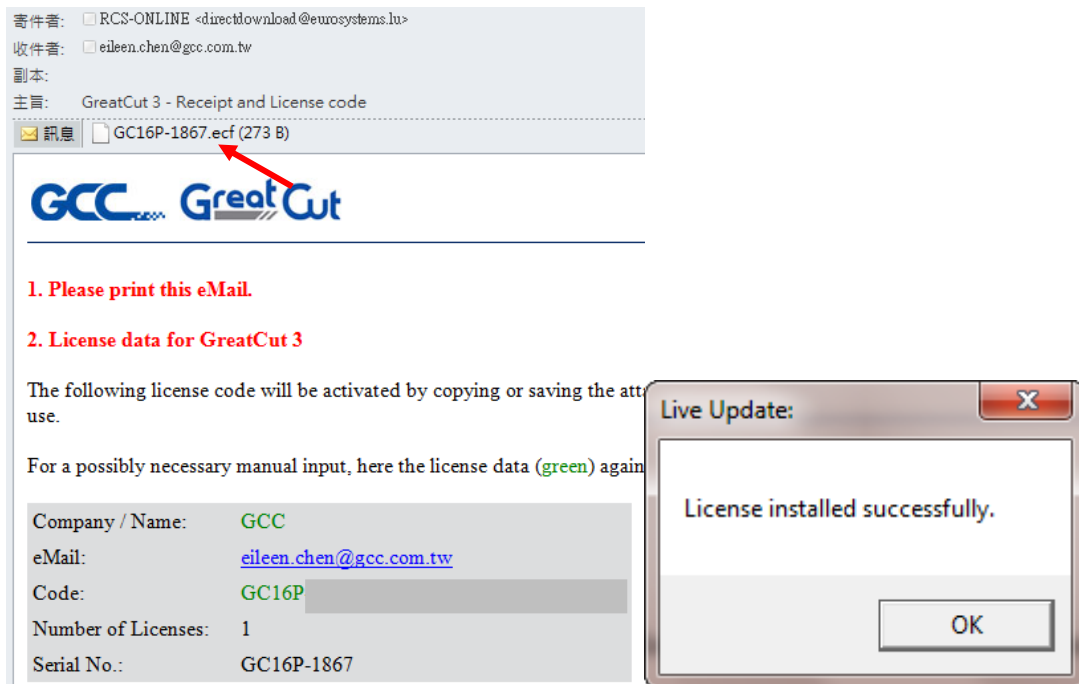 寄件者: RCS-ONLINE <directdownload@eurosystems.lu>
收件者: eileen.chen@gcc.com.tw
副本:
主旨: GreatCut 3 - Receipt and License code
訊息 GC16P-1867.ecf (273 B)
GCC GreatCut
1. Please print this eMail.
2. License data for GreatCut 3
The following license code will be activated by copying or saving the atta
use.
For a possibly necessary manual input, here the license data (green) again
Company / Name: GCC
eMail: eileen.chen@gcc.com.tw
Code: GC16P
Number of Licenses: 1
Serial No.: GC16P-1867
Live Update:
License installed successfully.
OK